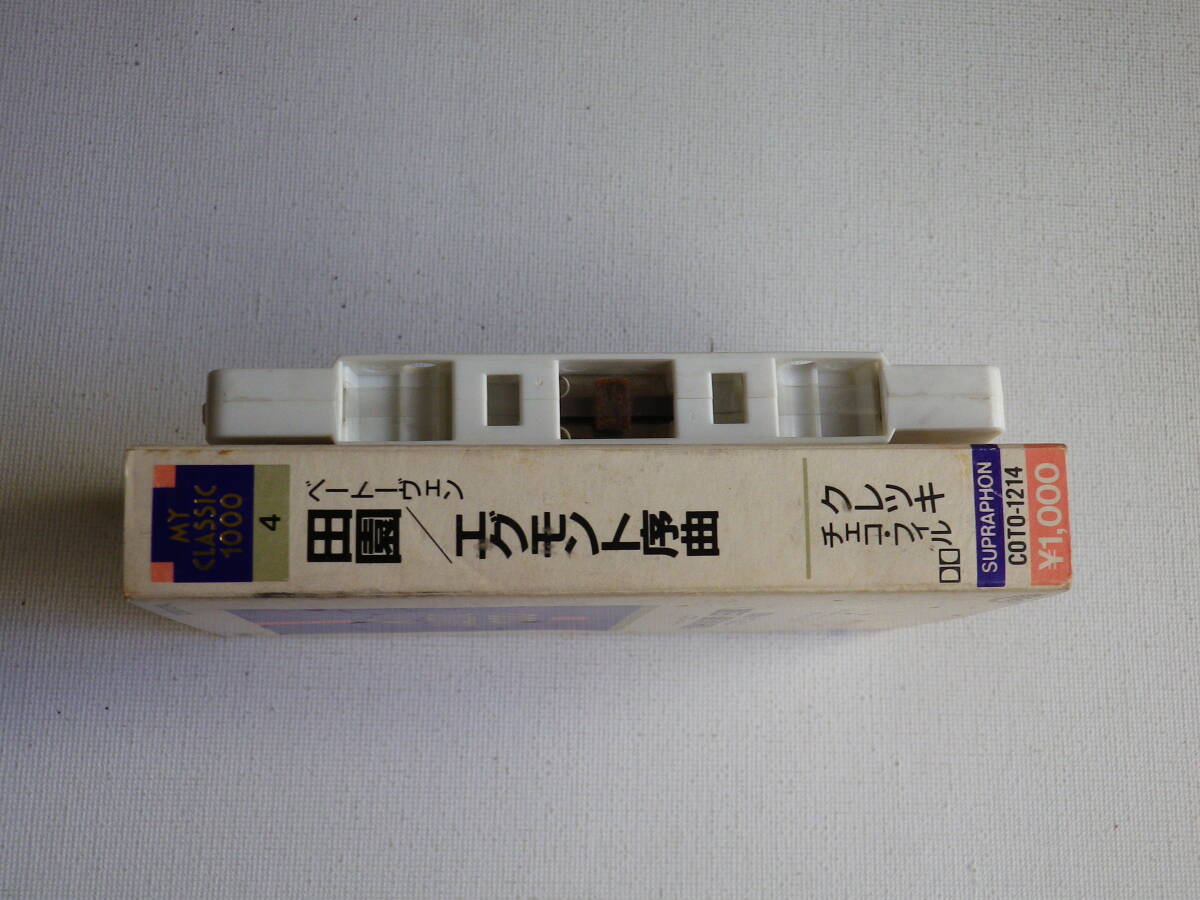 MY
CLASSIC
1000
4
ベートーヴェン
田園／エグモント序曲
クレツキ
チェコ・フィル
SUPRAPHON
COTO-1214
¥1,000